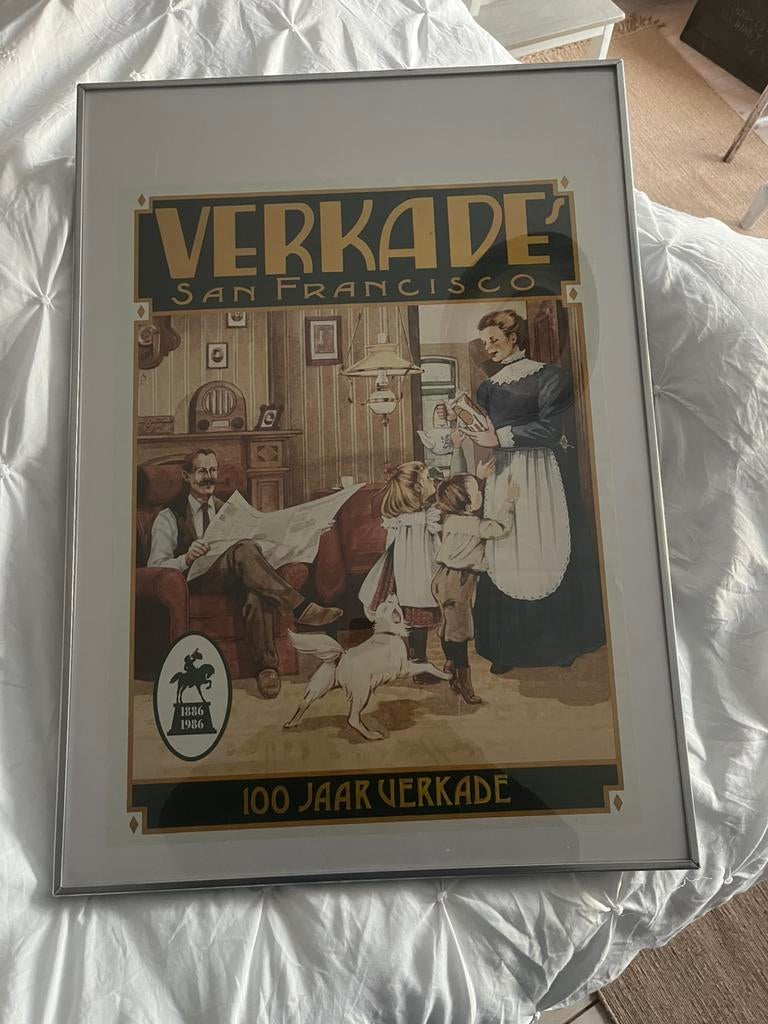 VERKADE's
SAN FRANCISCO
1886
1986
100 JAAR VERKADE